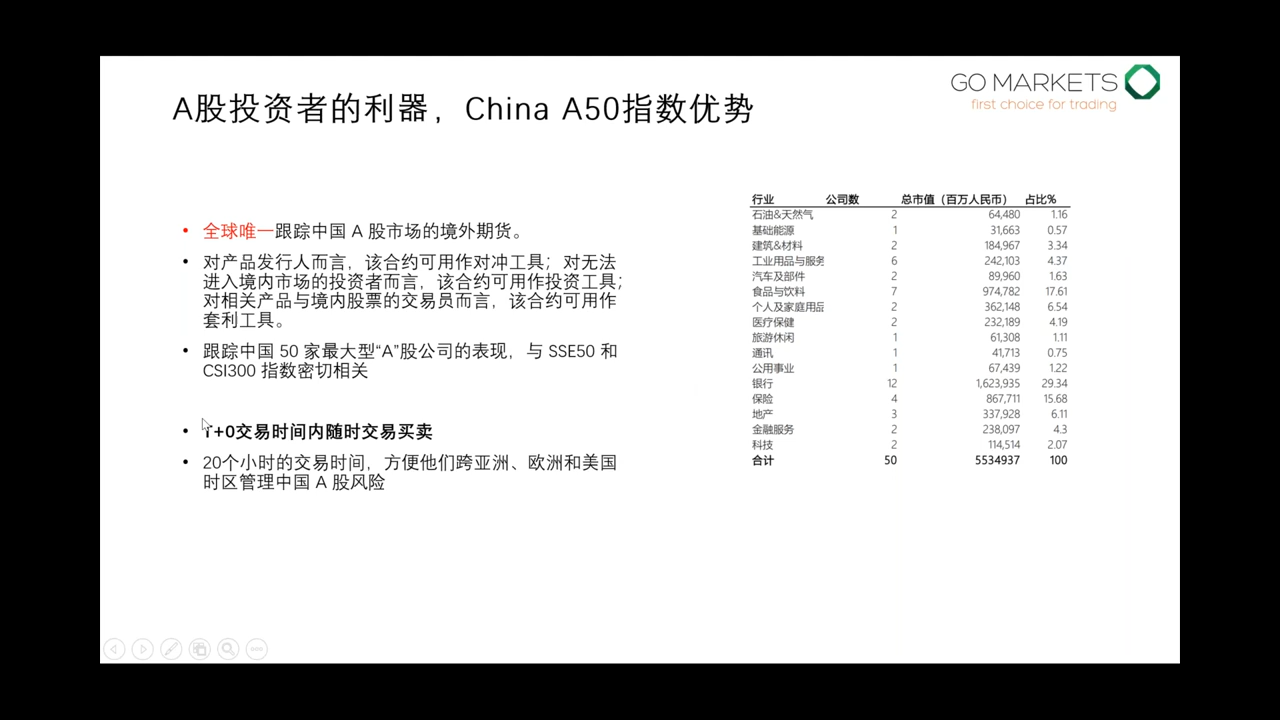 GO MARKETS
first choice for trading
A股投资者的利器，China A50指数优势
• 全球唯一跟踪中国 A 股市场的境外期货。
• 对产品发行人而言，该合约可用作对冲工具；对无法
进入境内市场的投资者而言，该合约可用作投资工具；
对相关产品与境内股票的交易员而言，该合约可用作
套利工具。
• 跟踪中国 50 家最大型“A”股公司的表现，与 SSE50 和
CSI300 指数密切相关
• T+0交易时间内随时交易买卖
• 20个小时的交易时间，方便他们跨亚洲、欧洲和美国
时区管理中国 A 股风险
行业 公司数 总市值（百万人民币） 占比%
石油&天然气 2 64,480 1.16
基础能源 1 31,663 0.57
建筑&材料 2 184,967 3.34
工业用品与服务 6 242,103 4.37
汽车及部件 2 89,960 1.63
食品与饮料 7 974,782 17.61
个人及家庭用品 2 362,148 6.54
医疗保健 2 232,189 4.19
旅游休闲 1 61,308 1.11
通讯 1 41,713 0.75
公用事业 1 67,439 1.22
银行 12 1,623,935 29.34
保险 4 867,711 15.68
地产 3 337,928 6.11
金融服务 2 238,097 4.3
科技 2 114,514 2.07
合计 50 5534937 100